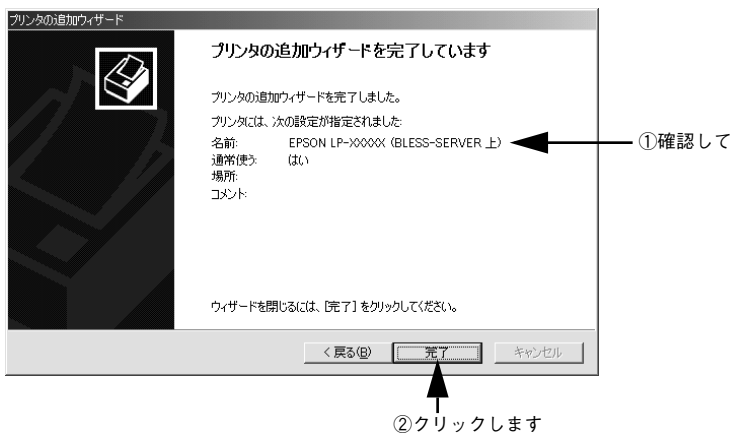 プリンタの追加ウィザード
プリンタの追加ウィザードを完了しています
プリンタの追加ウィザードを完了しました。
プリンタには、次の設定が指定されました:
名前: EPSON LP-XXXXX (BLESS-SERVER 上)
①確認して
通常使う: はい
場所:
コメント:
ウィザードを閉じるには、[完了] をクリックしてください。
< 戻る(B) 完了 キャンセル
②クリックします